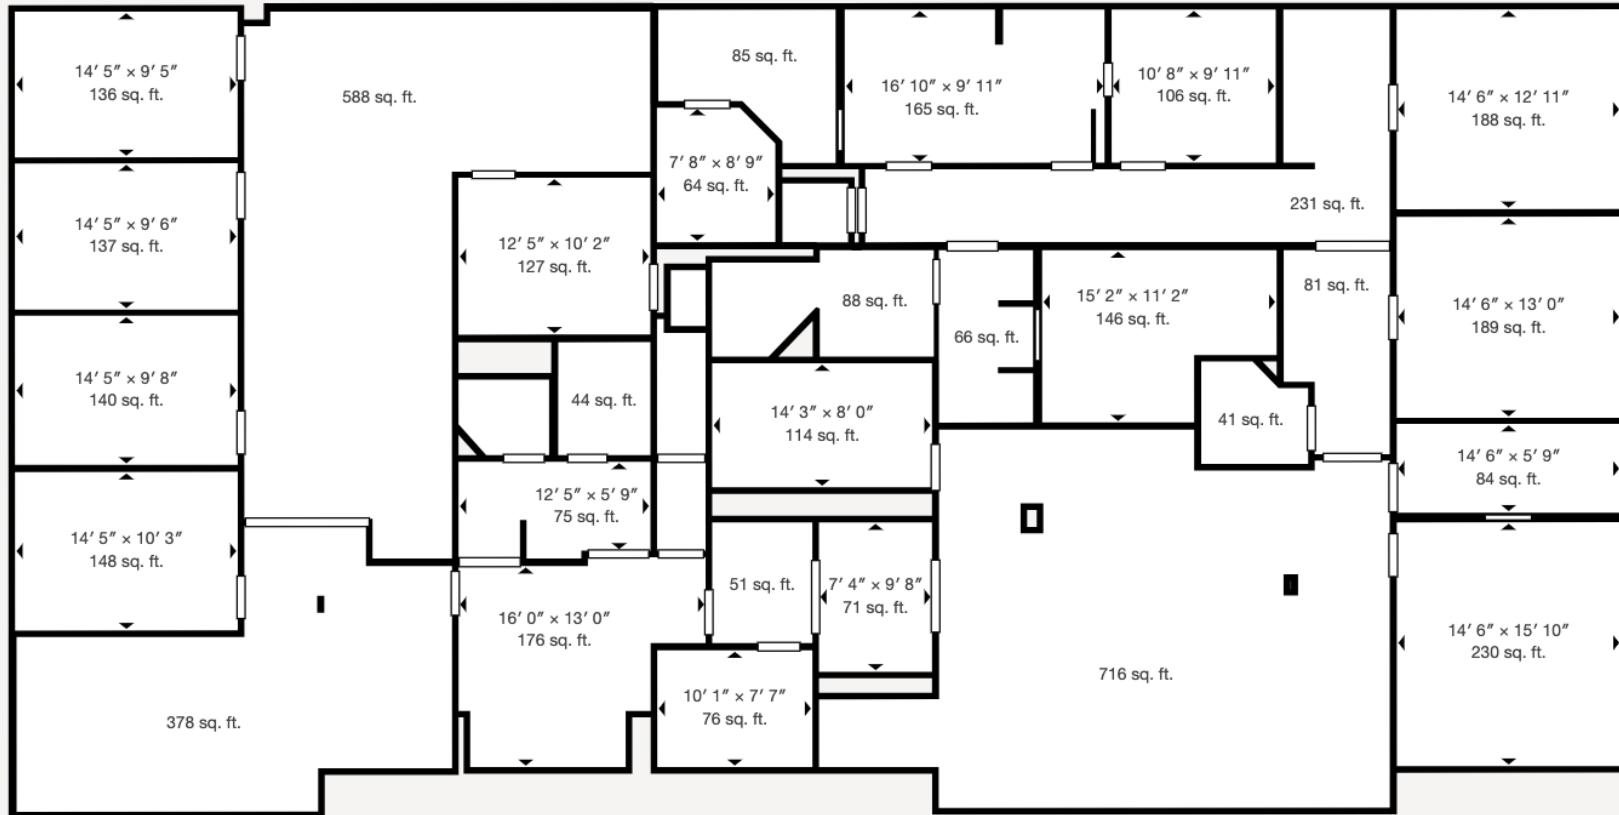 14′ 5″ × 9′ 5″
136 sq. ft.
588 sq. ft.
85 sq. ft.
16′ 10″ × 9′ 11″
165 sq. ft.
10′ 8″ × 9′ 11″
106 sq. ft.
14′ 6″ × 12′ 11″
188 sq. ft.
7′ 8″ × 8′ 9″
64 sq. ft.
14′ 5″ × 9′ 6″
137 sq. ft.
12′ 5″ × 10′ 2″
127 sq. ft.
231 sq. ft.
88 sq. ft.
66 sq. ft.
15′ 2″ × 11′ 2″
146 sq. ft.
81 sq. ft.
14′ 6″ × 13′ 0″
189 sq. ft.
14′ 5″ × 9′ 8″
140 sq. ft.
44 sq. ft.
14′ 3″ × 8′ 0″
114 sq. ft.
41 sq. ft.
14′ 6″ × 5′ 9″
84 sq. ft.
12′ 5″ × 5′ 9″
75 sq. ft.
14′ 5″ × 10′ 3″
148 sq. ft.
51 sq. ft.
7′ 4″ × 9′ 8″
71 sq. ft.
16′ 0″ × 13′ 0″
176 sq. ft.
14′ 6″ × 15′ 10″
230 sq. ft.
716 sq. ft.
10′ 1″ × 7′ 7″
76 sq. ft.
378 sq. ft.